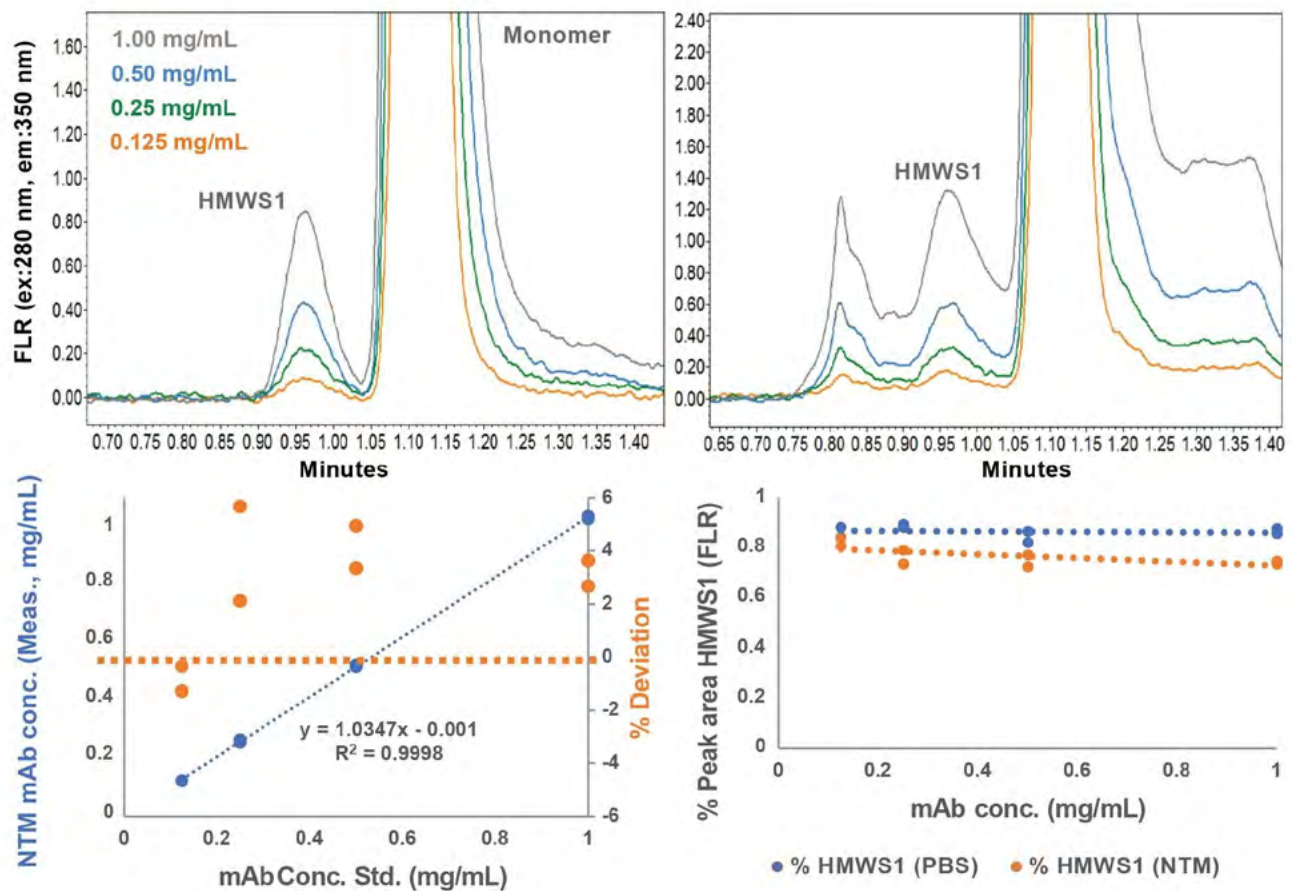 1.60
1.40
1.20
1.00
0.80
0.60
0.40
0.20
0.00
FLR (ex:280 nm, em:350 nm)
1.00 mg/mL
0.50 mg/mL
0.25 mg/mL
0.125 mg/mL
Monomer
HMWS1
0.70 0.75 0.80 0.85 0.90 0.95 1.00 1.05 1.10 1.15 1.20 1.25 1.30 1.35 1.40
Minutes
2.40
2.20
2.00
1.80
1.60
1.40
1.20
1.00
0.80
0.60
0.40
0.20
0.00
HMWS1
0.65 0.70 0.75 0.80 0.85 0.90 0.95 1.00 1.05 1.10 1.15 1.20 1.25 1.30 1.35 1.40
Minutes
NTM mAb conc. (Meas., mg/mL)
1
0.8
0.6
0.4
0.2
0
6
4
2
0
-2
-4
-6
% Deviation
y = 1.0347x - 0.001
R² = 0.9998
0 0.2 0.4 0.6 0.8 1
mAb Conc. Std. (mg/mL)
% Peak area HMWS1 (FLR)
1
0.8
0.6
0.4
0.2
0
0 0.2 0.4 0.6 0.8 1
mAb conc. (mg/mL)
% HMWS1 (PBS) % HMWS1 (NTM)